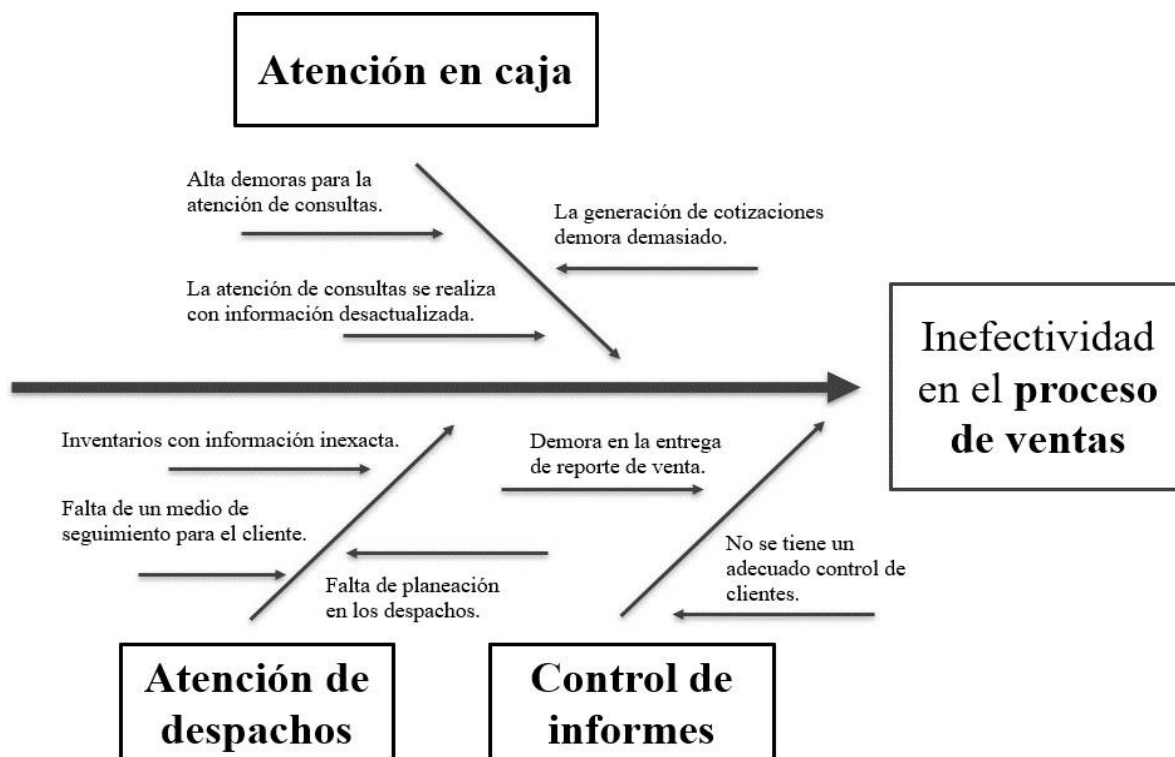 Atención en caja
Alta demoras para la
atención de consultas.
La generación de cotizaciones
demora demasiado.
La atención de consultas se realiza
con información desactualizada.
Inefectividad
en el proceso
de ventas
Inventarios con información inexacta.
Demora en la entrega
de reporte de venta.
Falta de un medio de
seguimiento para el cliente.
No se tiene un
adecuado control de
clientes.
Falta de planeación
en los despachos.
Atención de
despachos
Control de
informes